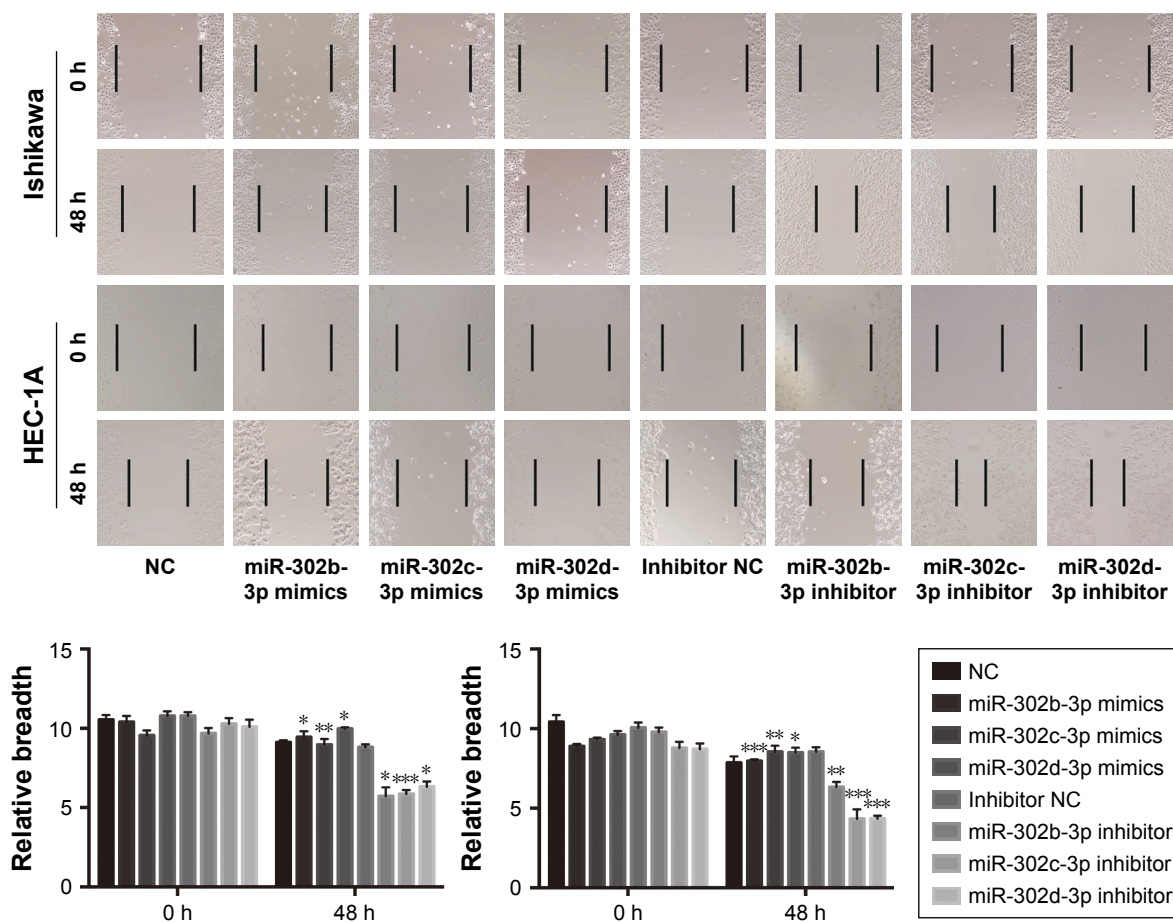 Ishikawa
0 h
48 h
HEC-1A
0 h
48 h
NC
miR-302b-
3p mimics
miR-302c-
3p mimics
miR-302d-
3p mimics
Inhibitor NC
miR-302b-
3p inhibitor
miR-302c-
3p inhibitor
miR-302d-
3p inhibitor
Relative breadth
15
10
5
0
* ** * * *** *
0 h 48 h
Relative breadth
15
10
5
0
*** ** * ** *** ***
0 h 48 h
NC
miR-302b-3p mimics
miR-302c-3p mimics
miR-302d-3p mimics
Inhibitor NC
miR-302b-3p inhibitor
miR-302c-3p inhibitor
miR-302d-3p inhibitor